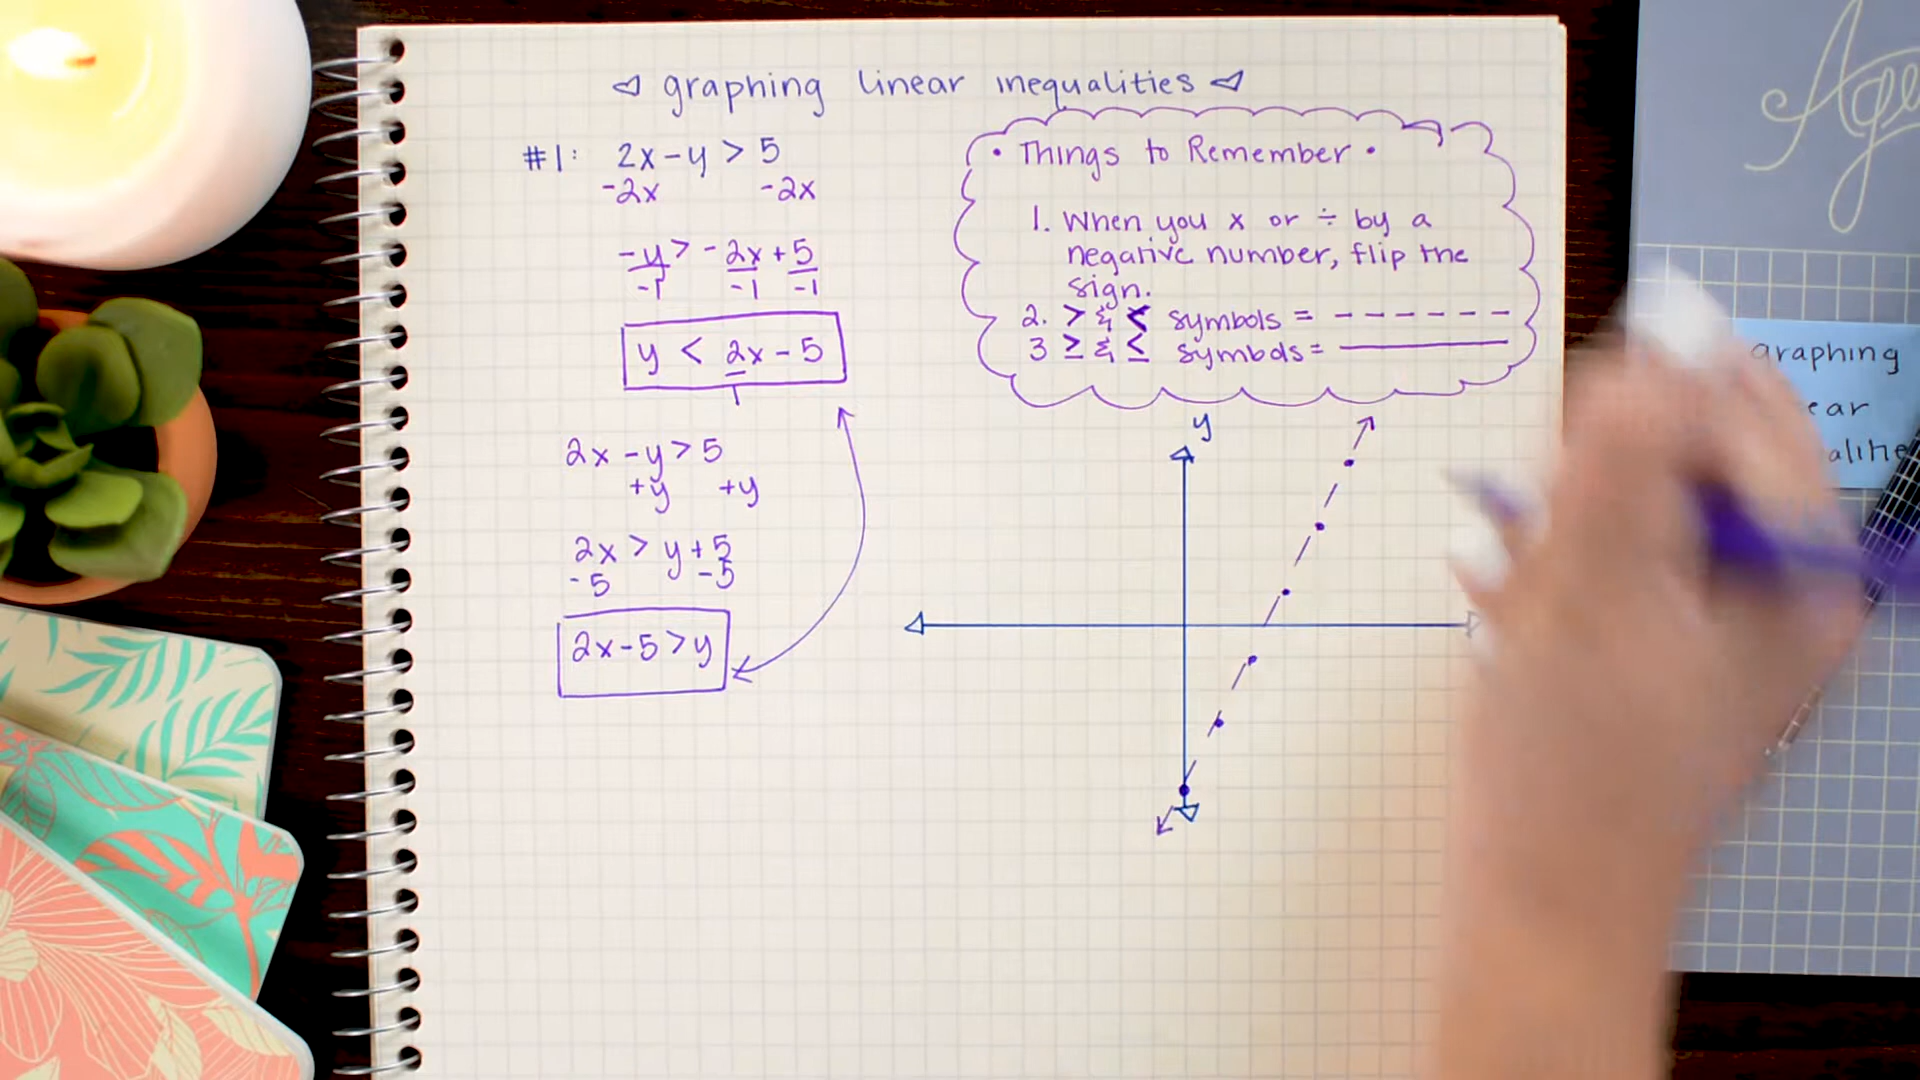 graphing linear inequalities
#1: 2x - y > 5
-2x -2x
-y > -2x + 5
-1 -1 -1
y < 2x - 5
1
2x - y > 5
+y +y
2x > y + 5
-5 -5
2x - 5 > y
• Things to Remember •
1. When you x or ÷ by a
negative number, flip the
sign.
2. > & < symbols = - - - - - -
3 ≥ & ≤ symbols = ———
y
graphing